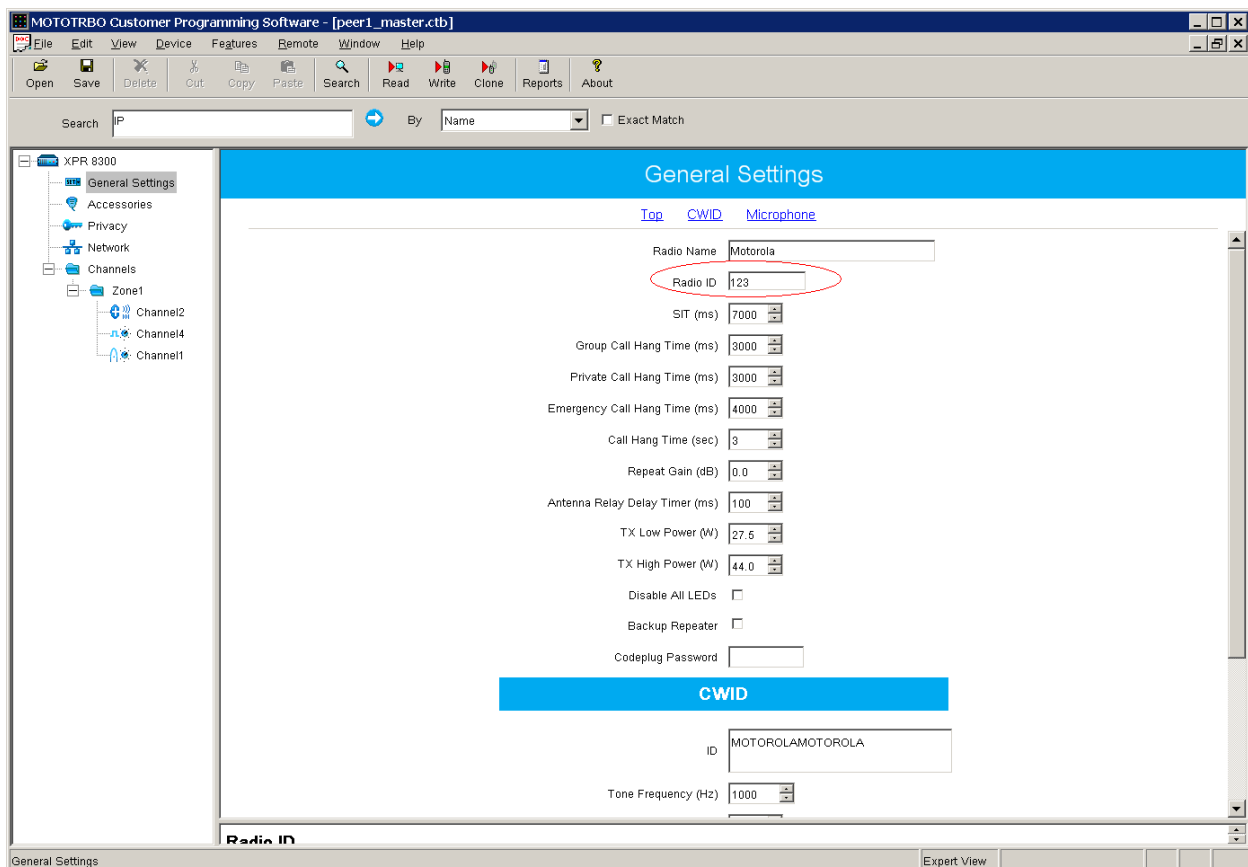 MOTOTRBO Customer Programming Software - [peer1_master.ctb]
File Edit View Device Features Remote Window Help
Open Save Delete Cut Copy Paste Search Read Write Clone Reports About
Search IP By Name Exact Match
XPR 8300
General Settings
Accessories
Privacy
Network
Channels
Zone1
Channel2
Channel4
Channel1
General Settings
Top CWID Microphone
Radio Name Motorola
Radio ID 123
SIT (ms) 7000
Group Call Hang Time (ms) 3000
Private Call Hang Time (ms) 3000
Emergency Call Hang Time (ms) 4000
Call Hang Time (sec) 3
Repeat Gain (dB) 0.0
Antenna Relay Delay Timer (ms) 100
TX Low Power (W) 27.5
TX High Power (W) 44.0
Disable All LEDs
Backup Repeater
Codeplug Password
CWID
ID MOTOROLAMOTOROLA
Tone Frequency (Hz) 1000
Radio ID
General Settings Expert View